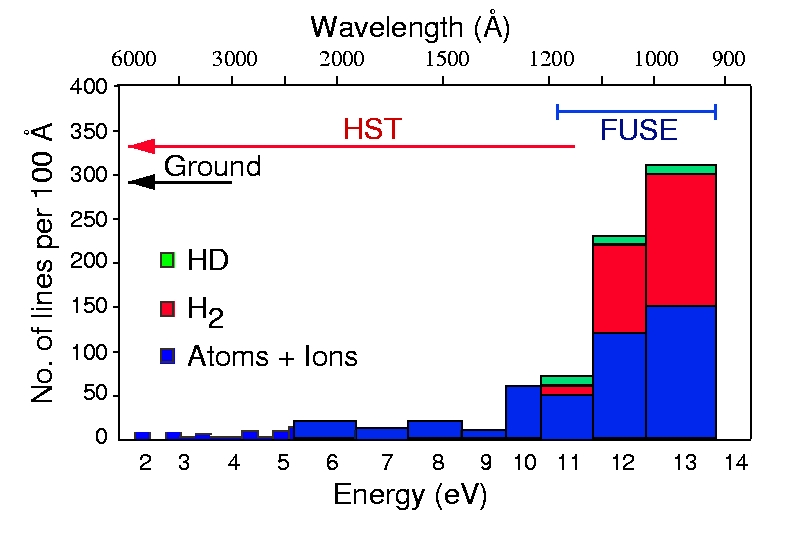 Wavelength (Å)
6000 3000 2000 1500 1200 1000 900
400
350
300
250
200
150
100
50
0
No. of lines per 100 Å
HST
FUSE
Ground
HD
H2
Atoms + Ions
2 3 4 5 6 7 8 9 10 11 12 13 14
Energy (eV)